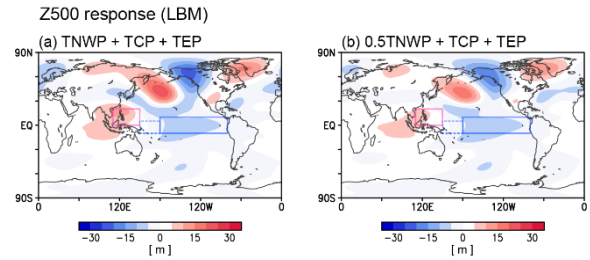 Z500 response (LBM)
(a) TNWP + TCP + TEP
(b) 0.5TNWP + TCP + TEP
90N
EQ
90S
0 120E 120W 0
90N
EQ
90S
0 120E 120W 0
−30 −15 0 15 30
[ m ]
−30 −15 0 15 30
[ m ]